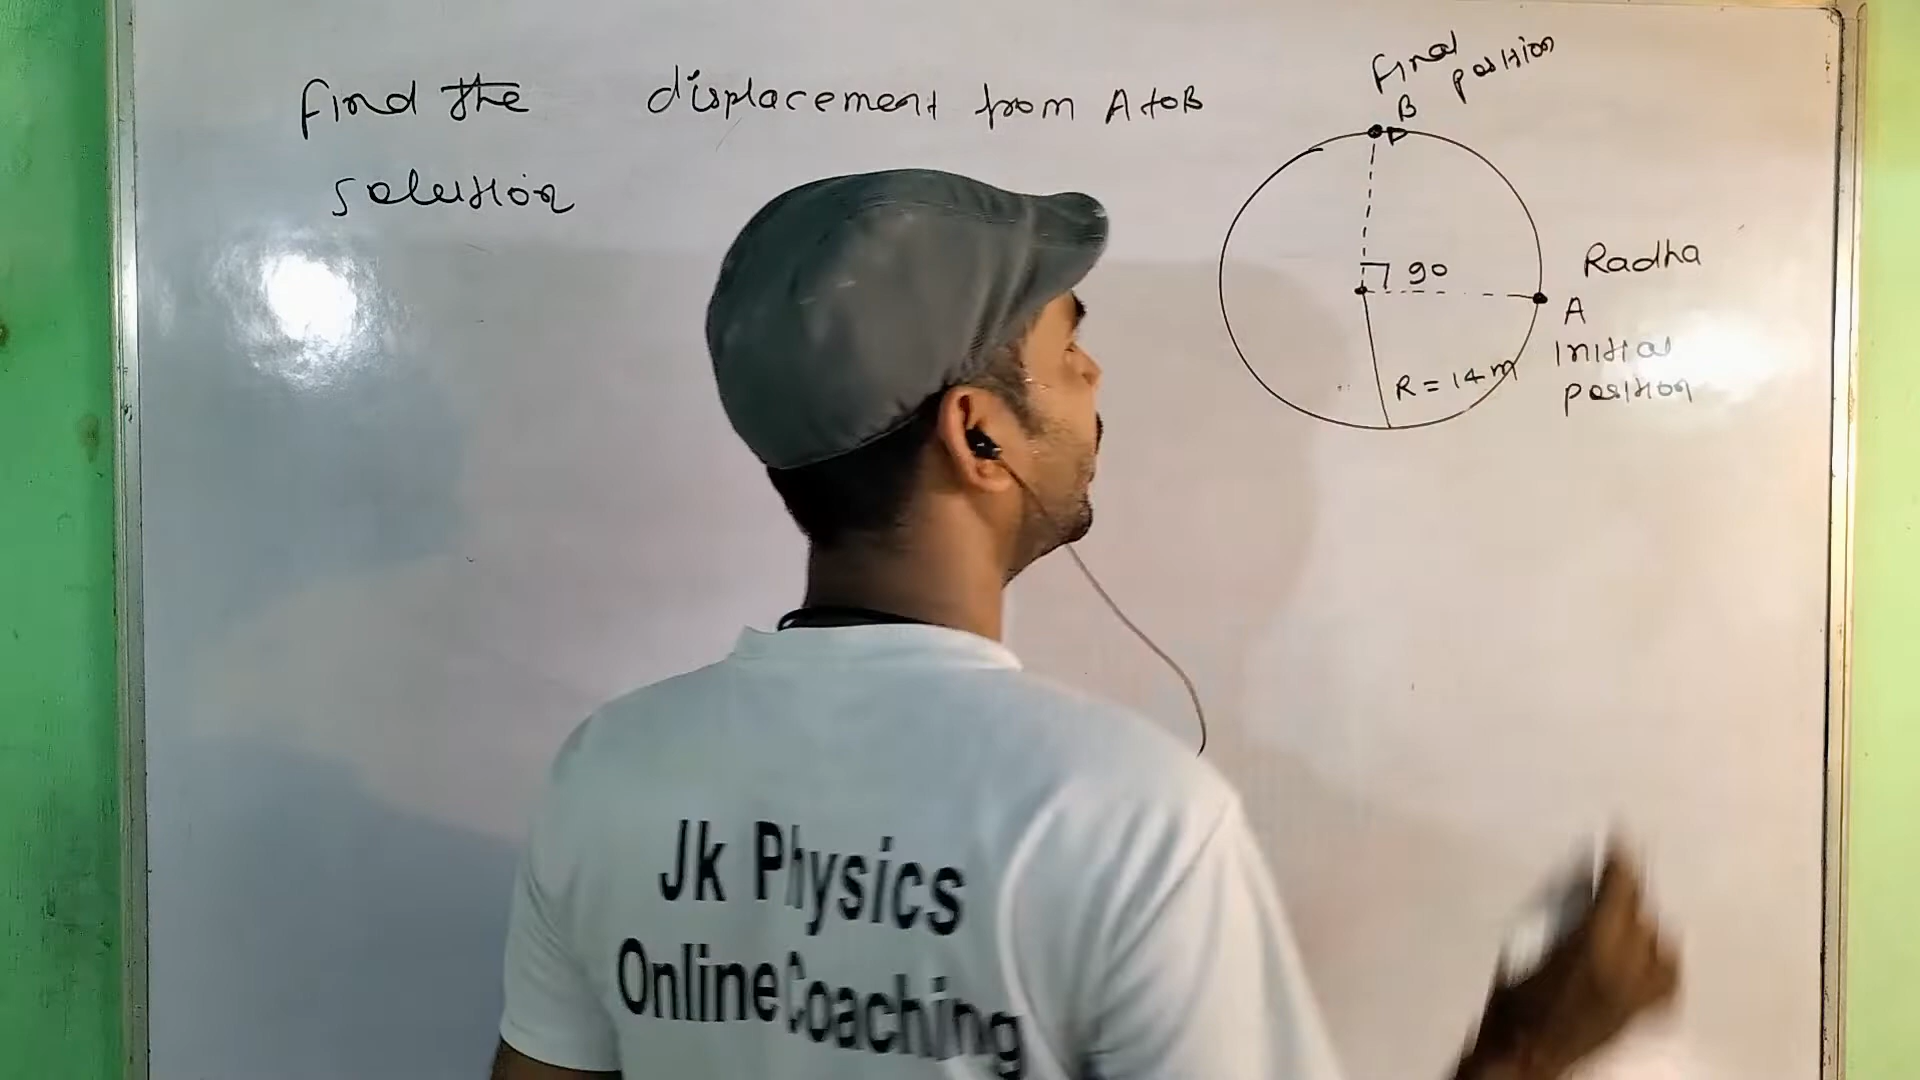 Find the displacement from A to B
solution
Final
position
B
90
Radha
A
Initial
position
R = 14 m
Jk Physics
Online Coaching